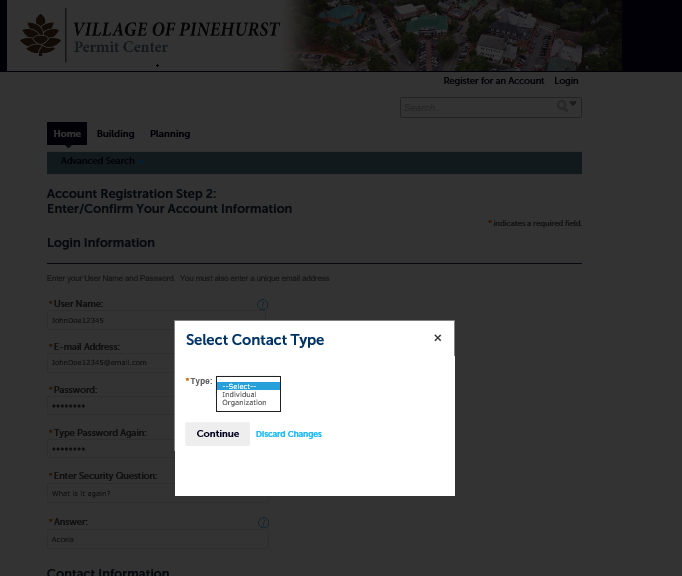 VILLAGE OF PINEHURST
Permit Center
Register for an Account Login
Search...
Home Building Planning
Advanced Search
Account Registration Step 2:
Enter/Confirm Your Account Information
* indicates a required field.
Login Information
Enter your User Name and Password. You must also enter a unique email address
* User Name:
JohnDoe12345
* E-mail Address:
JohnDoe12345@email.com
* Password:
••••••••
* Type Password Again:
••••••••
* Enter Security Question:
What is it again?
* Answer:
Acella
Contact Information
Select Contact Type
×
* Type:
--Select--
Individual
Organization
Continue Discard Changes